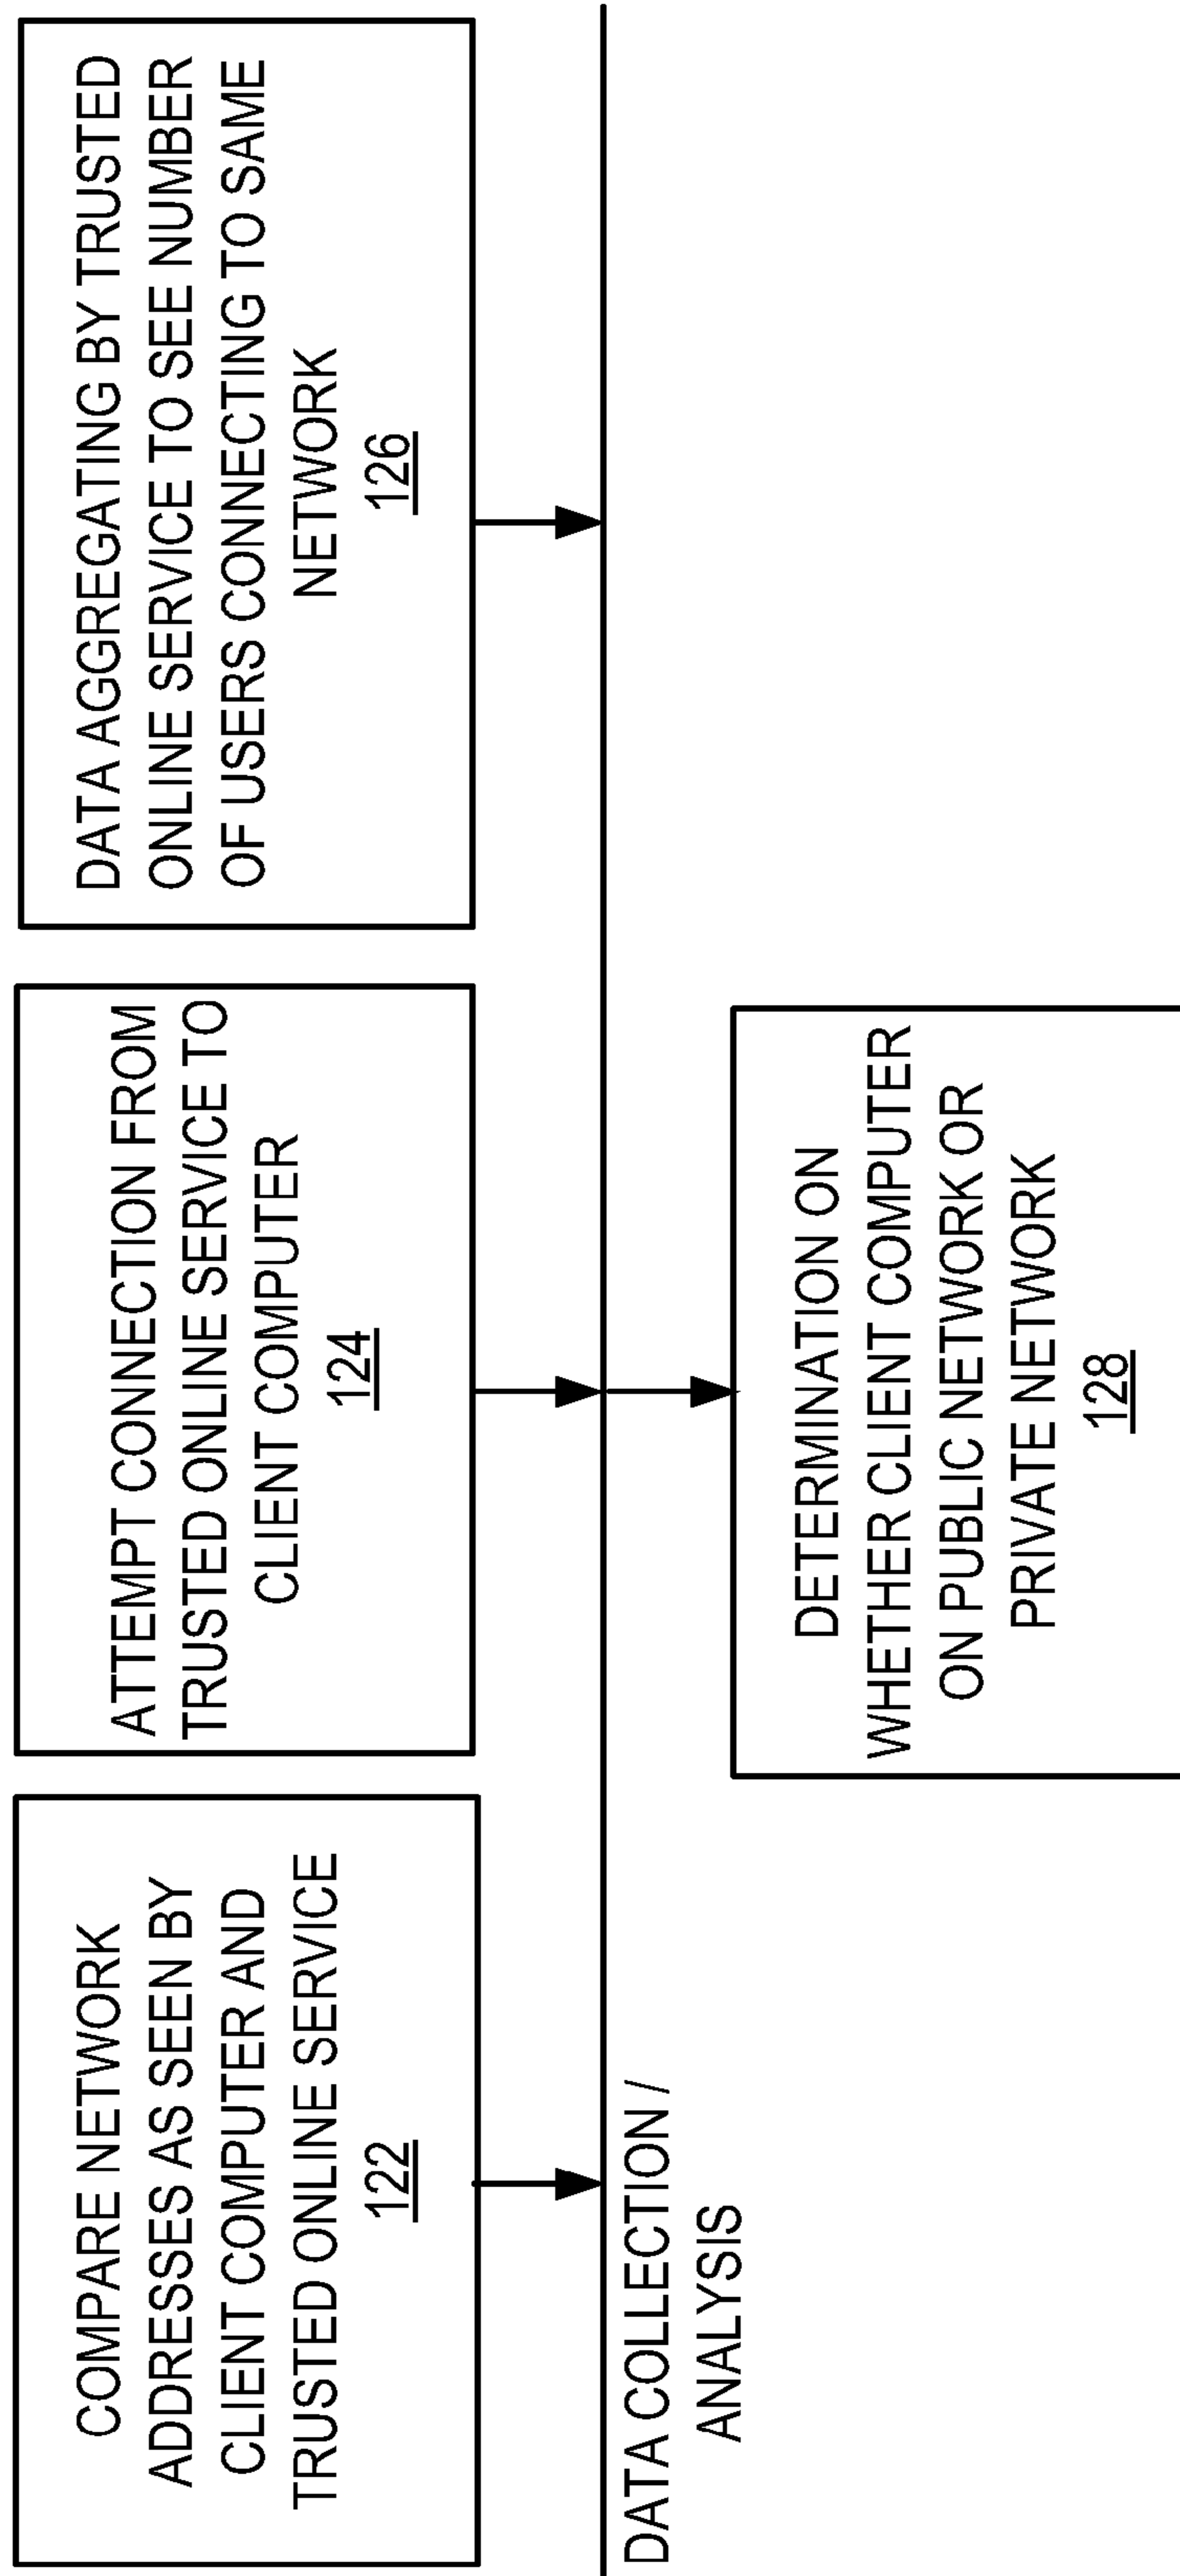 COMPARE NETWORK
ADDRESSES AS SEEN BY
CLIENT COMPUTER AND
TRUSTED ONLINE SERVICE
122
ATTEMPT CONNECTION FROM
TRUSTED ONLINE SERVICE TO
CLIENT COMPUTER
124
DATA AGGREGATING BY TRUSTED
ONLINE SERVICE TO SEE NUMBER
OF USERS CONNECTING TO SAME
NETWORK
126
DATA COLLECTION /
ANALYSIS
DETERMINATION ON
WHETHER CLIENT COMPUTER
ON PUBLIC NETWORK OR
PRIVATE NETWORK
128